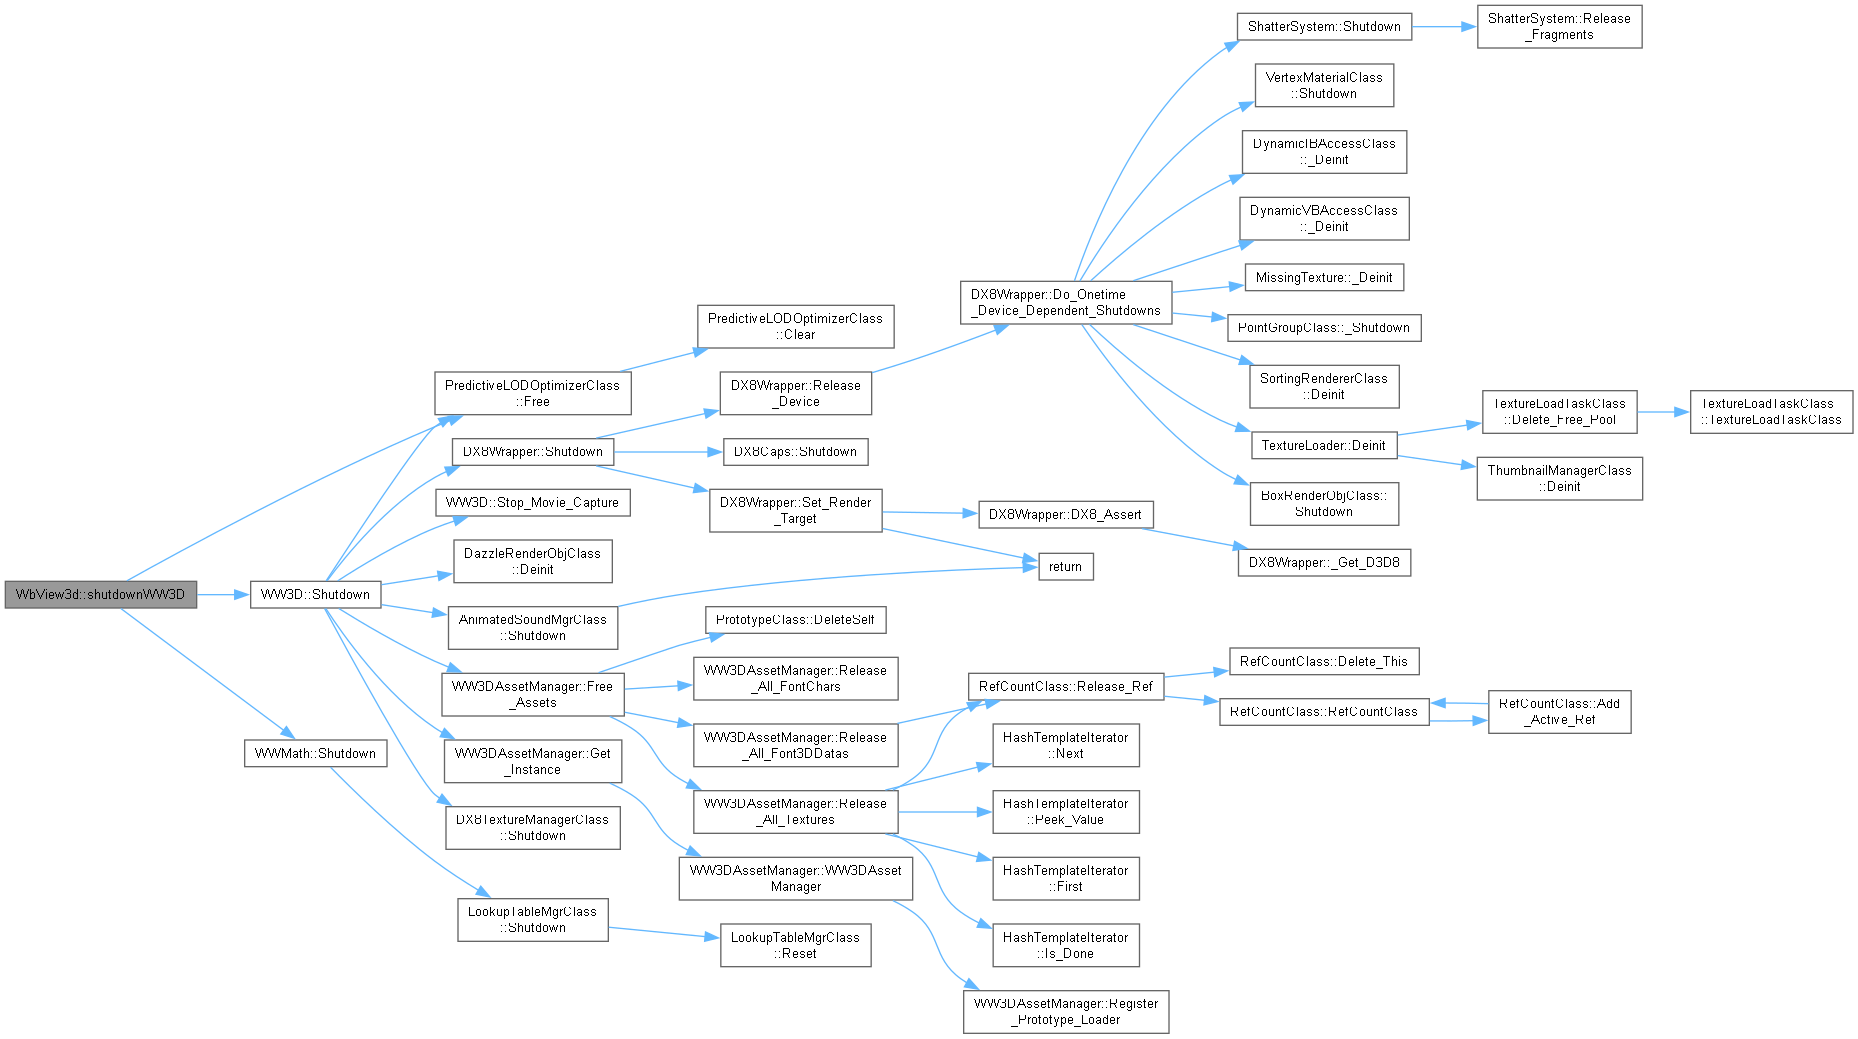 WbView3d::shutdownWW3D
WW3D::Shutdown
WWMath::Shutdown
PredictiveLODOptimizerClass
::Free
DX8Wrapper::Shutdown
WW3D::Stop_Movie_Capture
DazzleRenderObjClass
::Deinit
AnimatedSoundMgrClass
::Shutdown
WW3DAssetManager::Free
_Assets
WW3DAssetManager::Get
_Instance
DX8TextureManagerClass
::Shutdown
LookupTableMgrClass
::Shutdown
PredictiveLODOptimizerClass
::Clear
DX8Wrapper::Release
_Device
DX8Caps::Shutdown
DX8Wrapper::Set_Render
_Target
PrototypeClass::DeleteSelf
WW3DAssetManager::Release
_All_FontChars
WW3DAssetManager::Release
_All_Font3DDatas
WW3DAssetManager::Release
_All_Textures
WW3DAssetManager::WW3DAsset
Manager
LookupTableMgrClass
::Reset
DX8Wrapper::Do_Onetime
_Device_Dependent_Shutdowns
DX8Wrapper::DX8_Assert
return
RefCountClass::Release_Ref
HashTemplateIterator
::Next
HashTemplateIterator
::Peek_Value
HashTemplateIterator
::First
HashTemplateIterator
::Is_Done
WW3DAssetManager::Register
_Prototype_Loader
ShatterSystem::Shutdown
VertexMaterialClass
::Shutdown
DynamicIBAccessClass
::_Deinit
DynamicVBAccessClass
::_Deinit
MissingTexture::_Deinit
PointGroupClass::_Shutdown
SortingRendererClass
::Deinit
TextureLoader::Deinit
BoxRenderObjClass::
Shutdown
DX8Wrapper::_Get_D3D8
RefCountClass::Delete_This
RefCountClass::RefCountClass
ShatterSystem::Release
_Fragments
TextureLoadTaskClass
::Delete_Free_Pool
ThumbnailManagerClass
::Deinit
RefCountClass::Add
_Active_Ref
TextureLoadTaskClass
::TextureLoadTaskClass